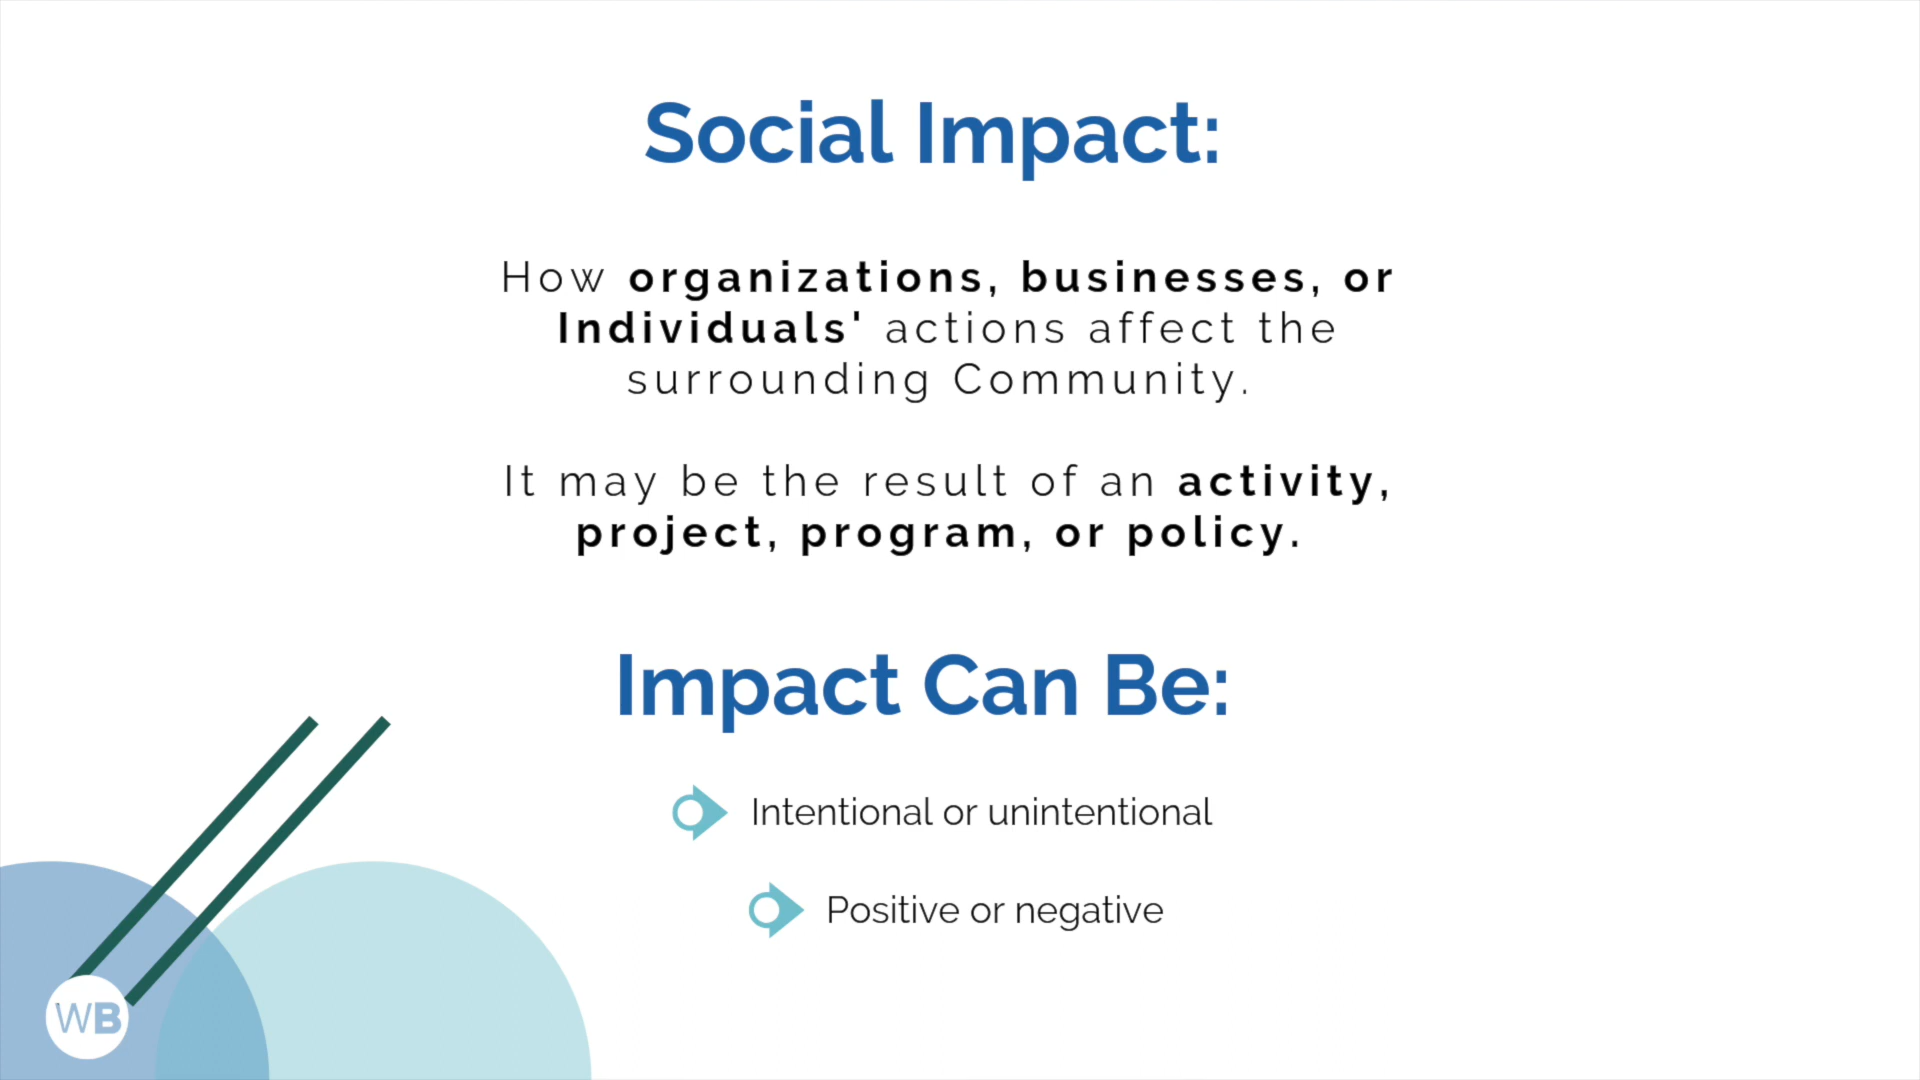 Social Impact:
How organizations, businesses, or
Individuals' actions affect the
surrounding Community.
It may be the result of an activity,
project, program, or policy.
Impact Can Be:
Intentional or unintentional
Positive or negative
WB